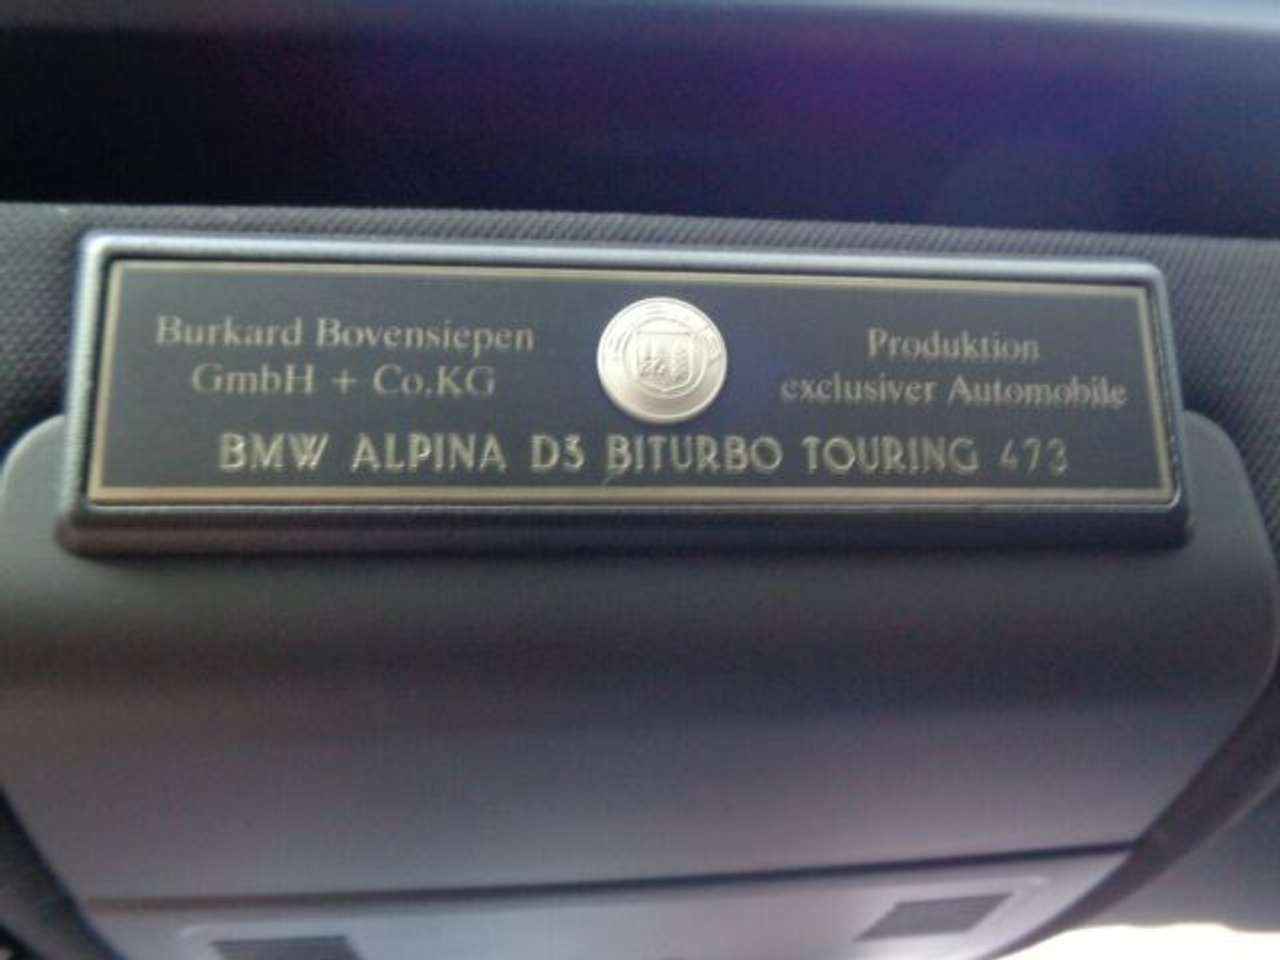 Burkard Bovensiepen
GmbH + Co.KG
Produktion
exclusiver Automobile
BMW ALPINA D3 BITURBO TOURING 473